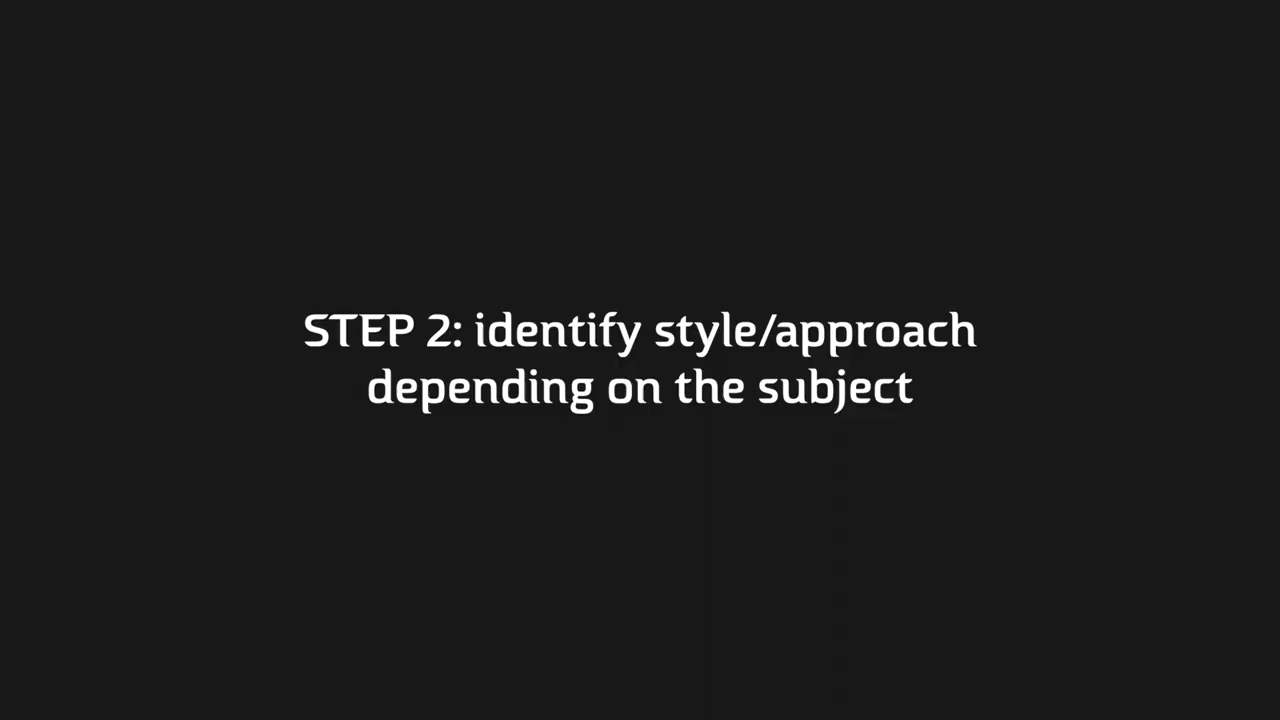 STEP 2: identify style/approach
depending on the subject